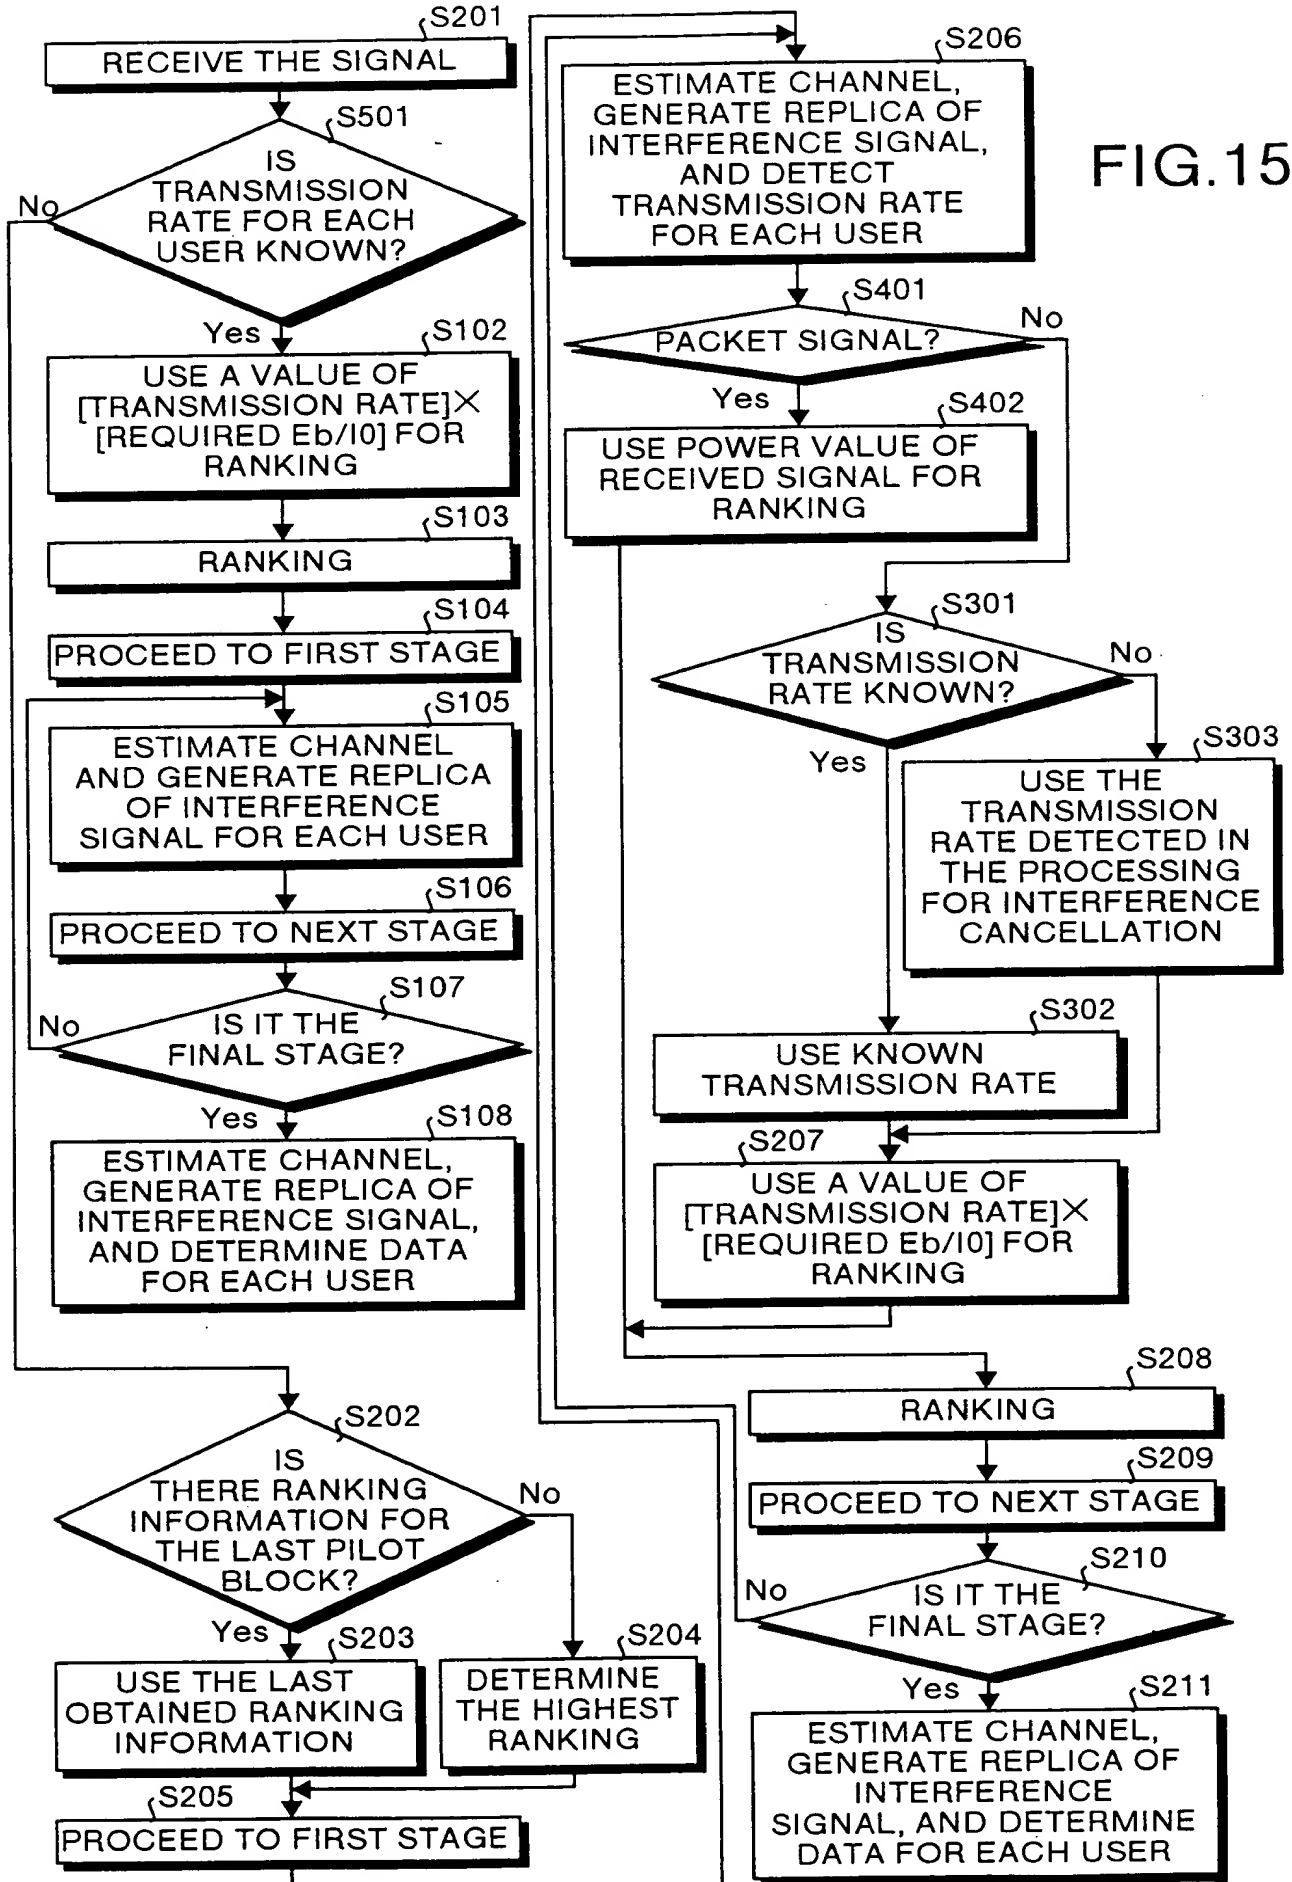 FIG.15
S201
RECEIVE THE SIGNAL
S501
IS
TRANSMISSION
RATE FOR EACH
USER KNOWN?
No
Yes
S102
USE A VALUE OF
[TRANSMISSION RATE]×
[REQUIRED Eb/I0] FOR
RANKING
S103
RANKING
S104
PROCEED TO FIRST STAGE
S105
ESTIMATE CHANNEL
AND GENERATE REPLICA
OF INTERFERENCE
SIGNAL FOR EACH USER
S106
PROCEED TO NEXT STAGE
S107
IS IT THE
FINAL STAGE?
No
Yes
S108
ESTIMATE CHANNEL,
GENERATE REPLICA OF
INTERFERENCE SIGNAL,
AND DETERMINE DATA
FOR EACH USER
S202
IS
THERE RANKING
INFORMATION FOR
THE LAST PILOT
BLOCK?
No
Yes
S203
USE THE LAST
OBTAINED RANKING
INFORMATION
S204
DETERMINE
THE HIGHEST
RANKING
S205
PROCEED TO FIRST STAGE
S206
ESTIMATE CHANNEL,
GENERATE REPLICA OF
INTERFERENCE SIGNAL,
AND DETECT
TRANSMISSION RATE
FOR EACH USER
S401
PACKET SIGNAL?
No
Yes
S402
USE POWER VALUE OF
RECEIVED SIGNAL FOR
RANKING
S301
IS
TRANSMISSION
RATE KNOWN?
No
Yes
S303
USE THE
TRANSMISSION
RATE DETECTED IN
THE PROCESSING
FOR INTERFERENCE
CANCELLATION
S302
USE KNOWN
TRANSMISSION RATE
S207
USE A VALUE OF
[TRANSMISSION RATE]×
[REQUIRED Eb/I0] FOR
RANKING
S208
RANKING
S209
PROCEED TO NEXT STAGE
S210
IS IT THE
FINAL STAGE?
No
Yes
S211
ESTIMATE CHANNEL,
GENERATE REPLICA OF
INTERFERENCE
SIGNAL, AND DETERMINE
DATA FOR EACH USER